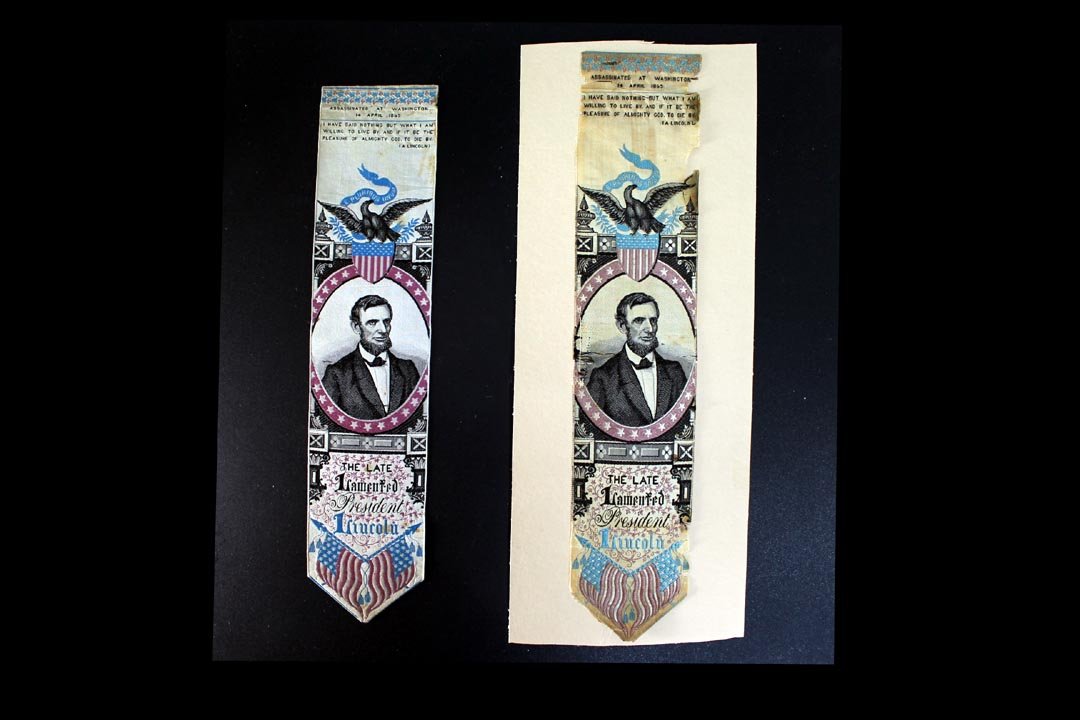 ASSASSINATED AT WASHINGTON
14 APRIL 1865
I HAVE SAID NOTHING BUT WHAT I AM
WILLING TO LIVE BY. AND IF IT BE THE
PLEASURE OF ALMIGHTY GOD. TO DIE BY.
(A·LINCOLN)
THE LATE
Lamented
President
Lincoln
ASSASSINATED AT WASHINGTON
14 APRIL 1865
I HAVE SAID NOTHING BUT WHAT I AM
WILLING TO LIVE BY. AND IF IT BE THE
PLEASURE OF ALMIGHTY GOD. TO DIE BY.
(A·LINCOLN)
THE LATE
Lamented
President
Lincoln